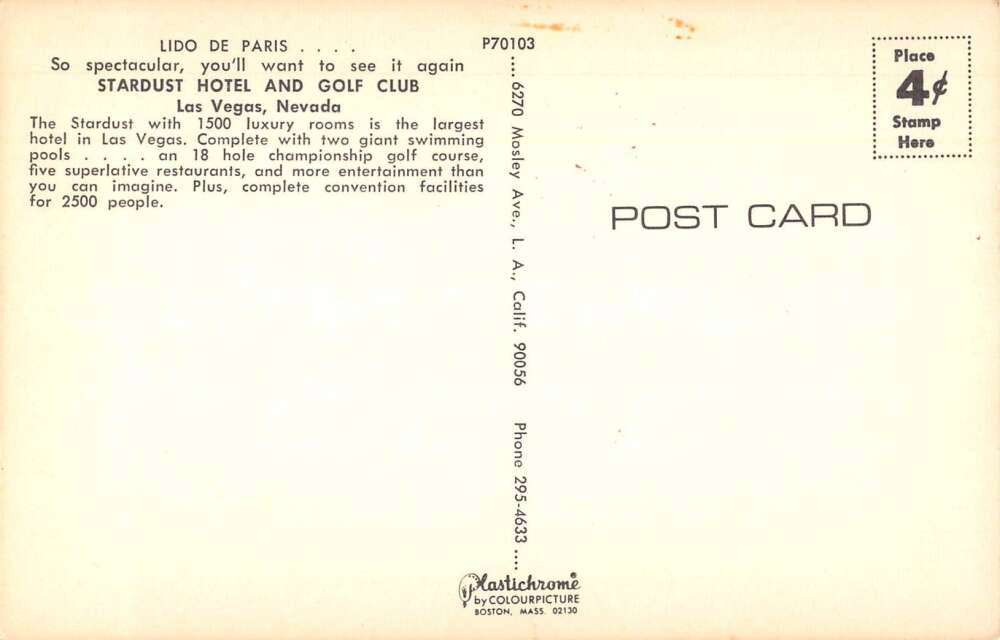 LIDO DE PARIS . . . .
So spectacular, you'll want to see it again
STARDUST HOTEL AND GOLF CLUB
Las Vegas, Nevada
The Stardust with 1500 luxury rooms is the largest
hotel in Las Vegas. Complete with two giant swimming
pools . . . . an 18 hole championship golf course,
five superlative restaurants, and more entertainment than
you can imagine. Plus, complete convention facilities
for 2500 people.
P70103
.... 6270 Mosley Ave., L. A., Calif. 90056 Phone 295-4633 ....
Plastichrome®
by COLOURPICTURE
BOSTON, MASS. 02130
Place
4¢
Stamp
Here
POST CARD